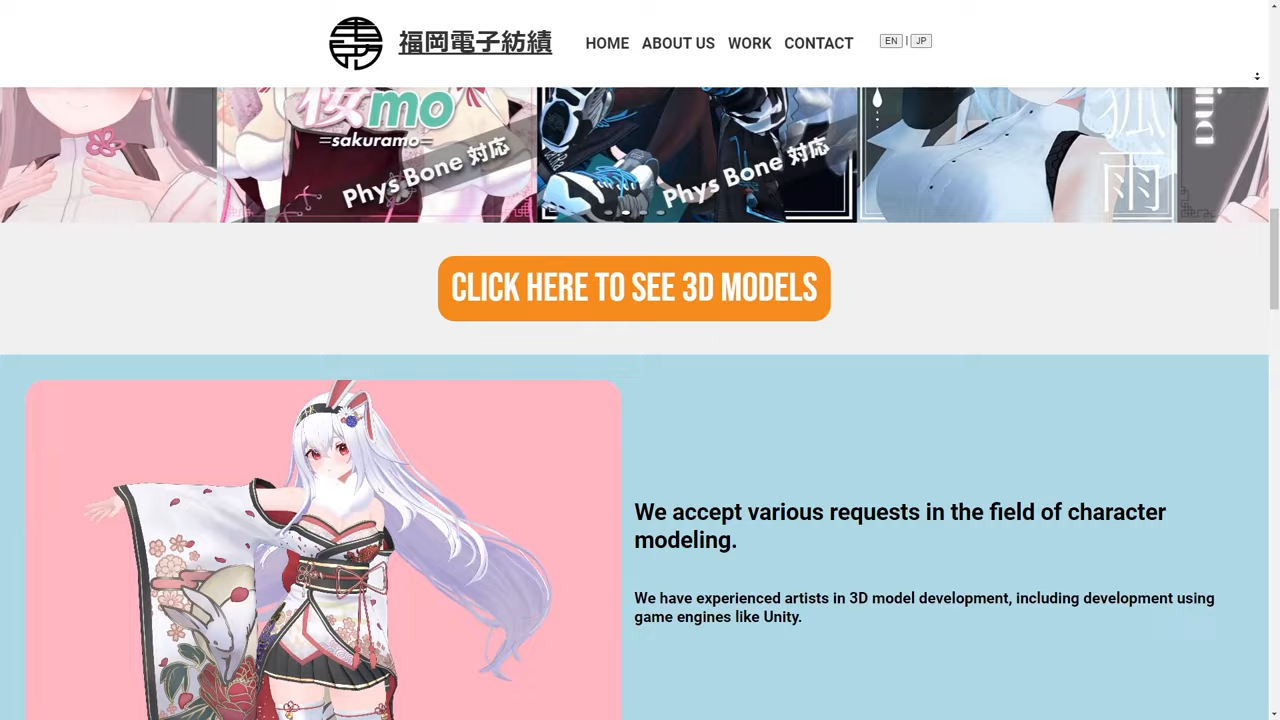 福岡電子紡績
HOME ABOUT US WORK CONTACT
EN | JP
桜mo
=sakuramo=
Phys Bone 対応
Phys Bone 対応
狐
雨
ina
CLICK HERE TO SEE 3D MODELS
We accept various requests in the field of character
modeling.
We have experienced artists in 3D model development, including development using
game engines like Unity.